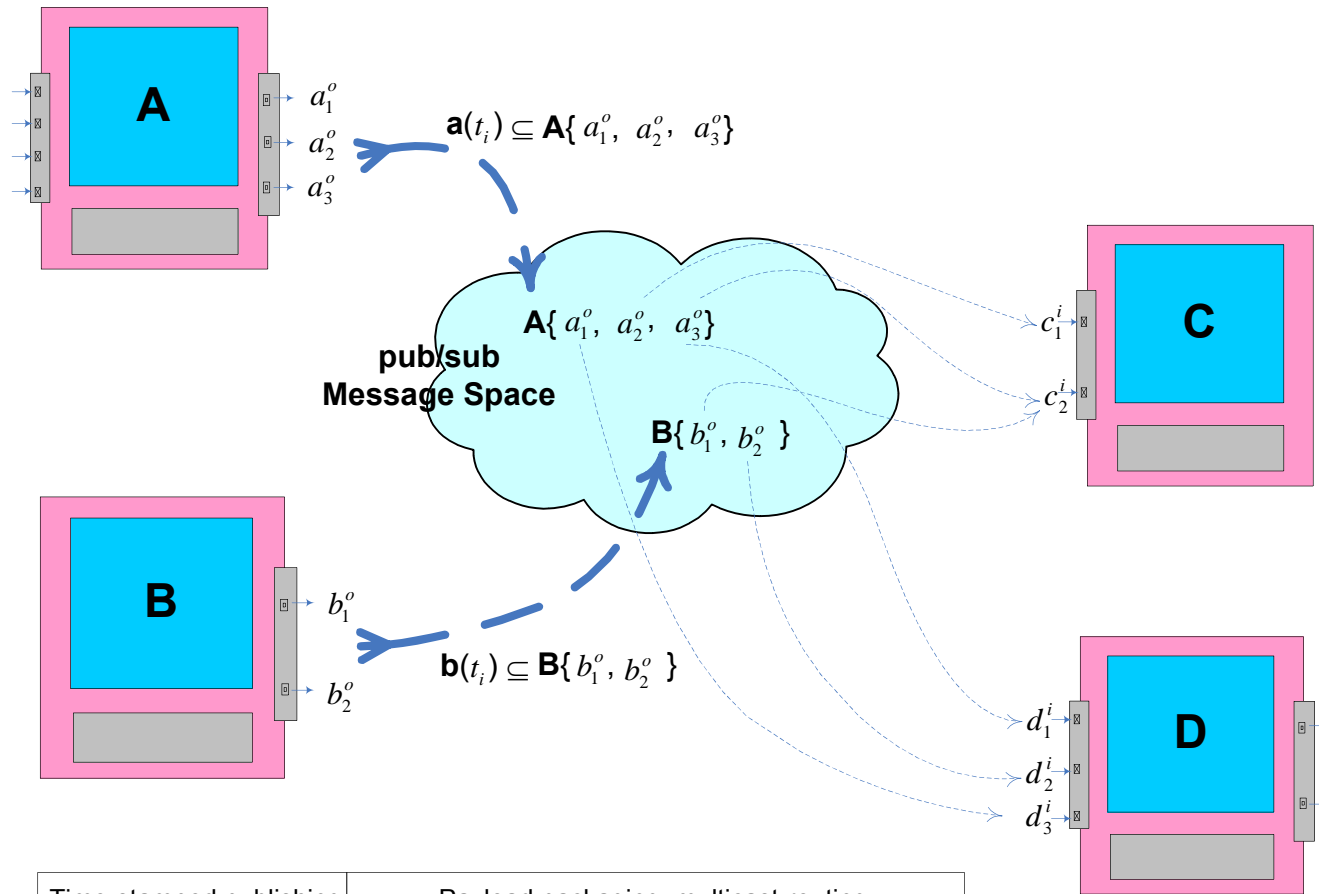 A
a₁ᵒ
a₂ᵒ
a₃ᵒ
a(tᵢ) ⊆ A{ a₁ᵒ, a₂ᵒ, a₃ᵒ}
A{ a₁ᵒ, a₂ᵒ, a₃ᵒ}
pub/sub
Message Space
B{ b₁ᵒ, b₂ᵒ }
c₁ⁱ
c₂ⁱ
C
B
b₁ᵒ
b₂ᵒ
b(tᵢ) ⊆ B{ b₁ᵒ, b₂ᵒ }
d₁ⁱ
d₂ⁱ
d₃ⁱ
D